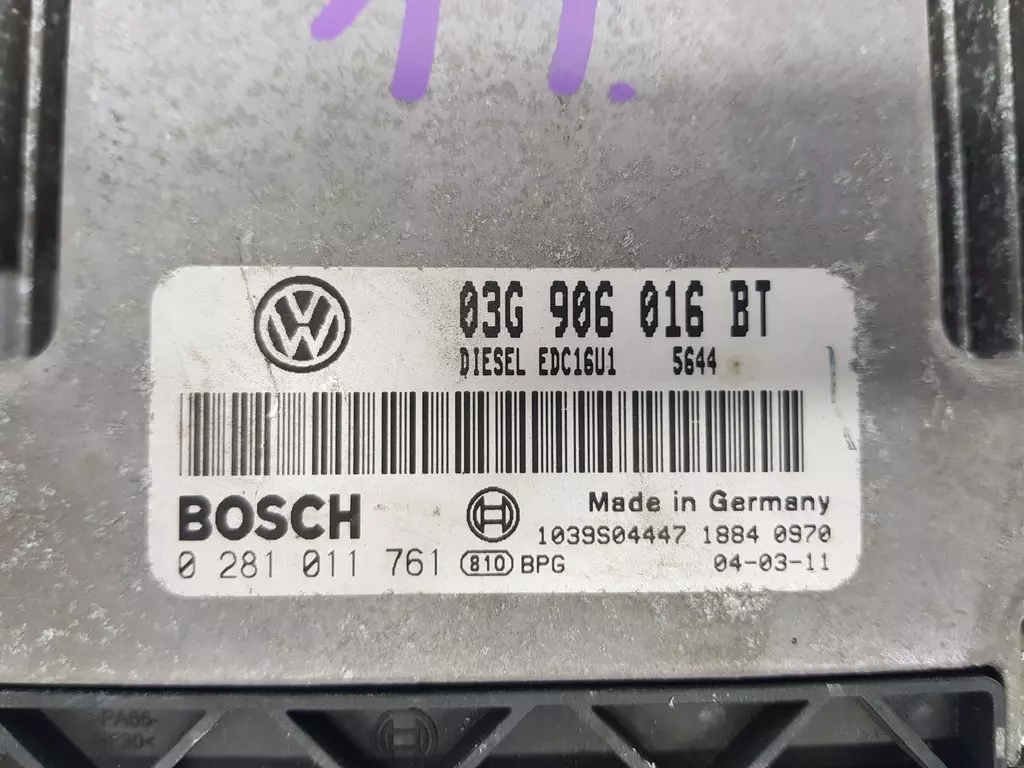 03G 906 016 BT
DIESEL EDC16U1 5644
BOSCH
Made in Germany
1039S04447 1884 0970
0 281 011 761 810 BPG
04-03-11